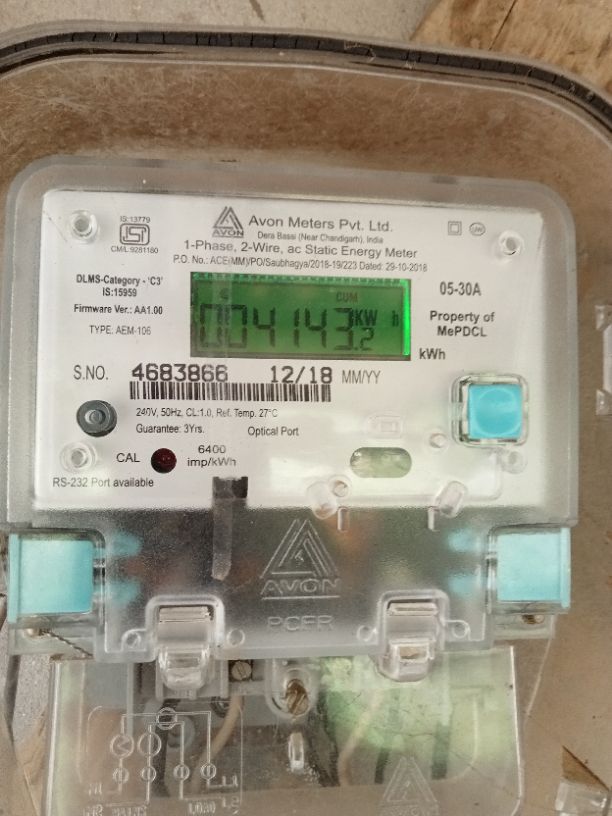 IS:13779
CM/L 9281180
AVON
Avon Meters Pvt. Ltd.
Dera Bassi (Near Chandigarh), India
1-Phase, 2-Wire, ac Static Energy Meter
P.O. No.: ACE(MM)/PO/Saubhagya/2018-19/223 Dated: 29-10-2018
DLMS-Category - 'C3'
IS:15959
Firmware Ver.: AA1.00
TYPE: AEM-106
CUM
004143.2 KW h
05-30A
Property of
MePDCL
kWh
S.NO. 4683866 12/18 MM/YY
240V, 50Hz, CL:1.0, Ref. Temp. 27°C
Guarantee: 3Yrs. Optical Port
CAL 6400
imp/kWh
RS-232 Port available
AVON
AVON